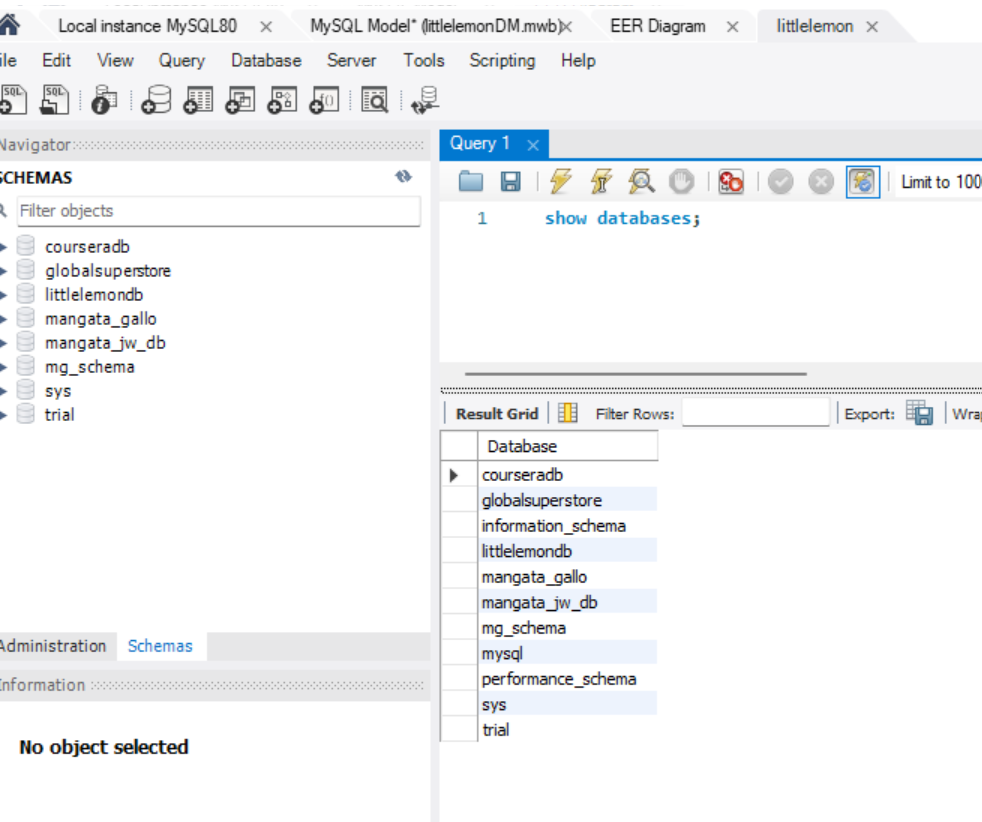 Local instance MySQL80
MySQL Model* (littlelemonDM.mwb)
EER Diagram
littlelemon
ile Edit View Query Database Server Tools Scripting Help
Navigator
SCHEMAS
Filter objects
courseradb
globalsuperstore
littlelemondb
mangata_gallo
mangata_jw_db
mg_schema
sys
trial
Administration Schemas
Information
No object selected
Query 1
Limit to 100
1 show databases;
Result Grid Filter Rows: Export: Wrap
Database
courseradb
globalsuperstore
information_schema
littlelemondb
mangata_gallo
mangata_jw_db
mg_schema
mysql
performance_schema
sys
trial